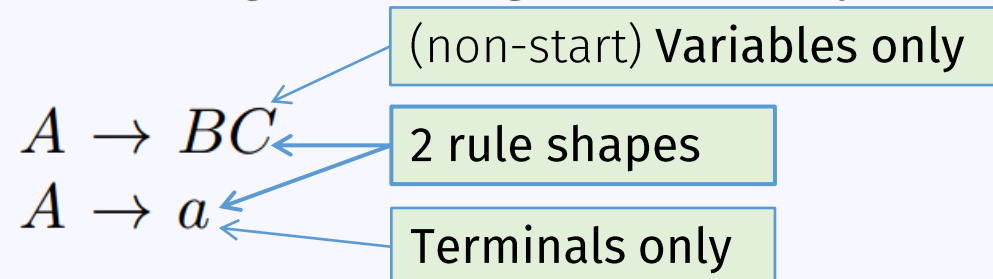 (non-start) Variables only
A → BC
2 rule shapes
A → a
Terminals only